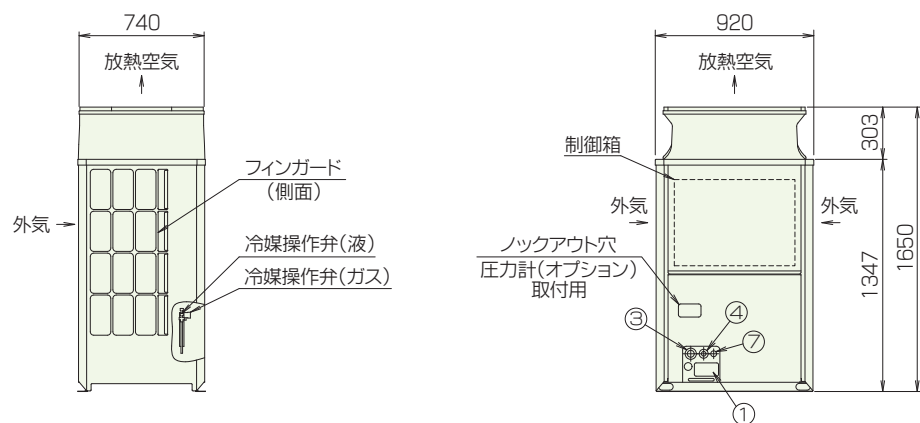 740
放熱空気
外気
フィンガード
(側面)
冷媒操作弁(液)
冷媒操作弁(ガス)
920
放熱空気
制御箱
外気
外気
ノックアウト穴
圧力計(オプション)
取付用
③
④
⑦
①
303
1347
1650